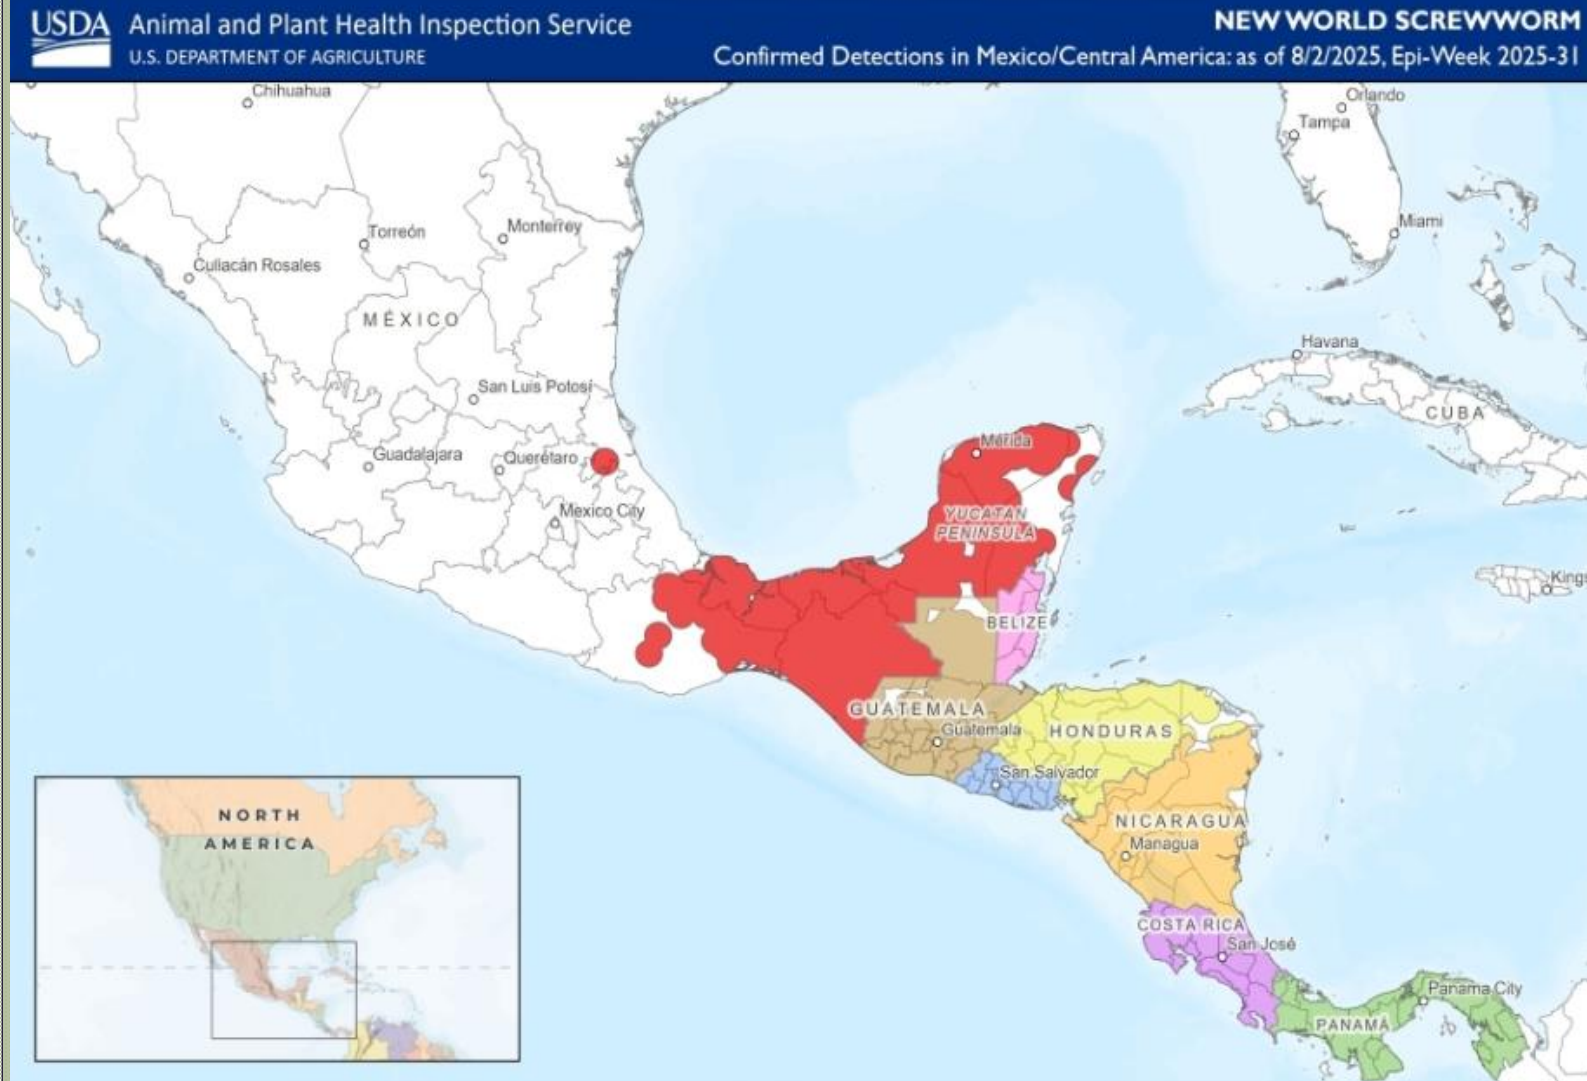 USDA Animal and Plant Health Inspection Service
U.S. DEPARTMENT OF AGRICULTURE
NEW WORLD SCREWWORM
Confirmed Detections in Mexico/Central America: as of 8/2/2025, Epi-Week 2025-31
Chihuahua
Orlando
Tampa
Torreón
Monterrey
Miami
Culiacán Rosales
MÉXICO
Havana
San Luis Potosí
CUBA
Mérida
Guadalajara
Querétaro
Mexico City
YUCATAN
PENINSULA
Kings
BELIZE
GUATEMALA
Guatemala
HONDURAS
San Salvador
NICARAGUA
Managua
NORTH
AMERICA
COSTA RICA
San José
Panama City
PANAMÁ